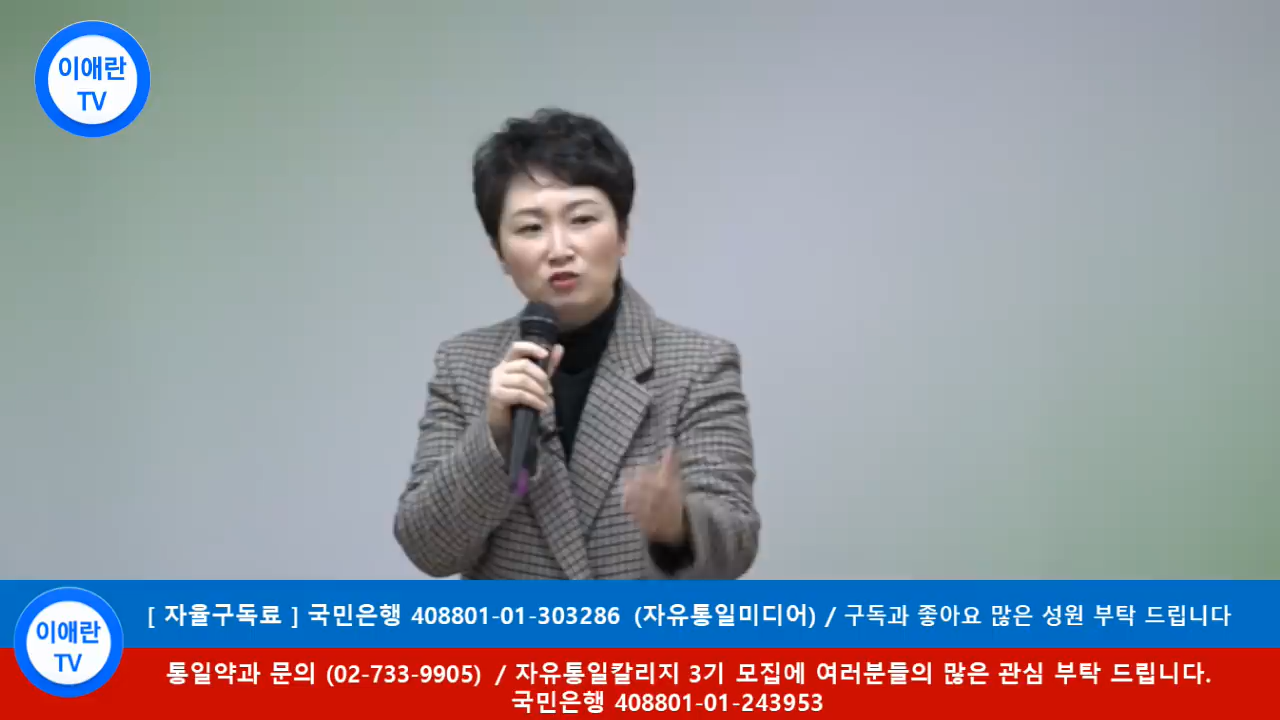 이애란
TV
[ 자율구독료 ] 국민은행 408801-01-303286 (자유통일미디어) / 구독과 좋아요 많은 성원 부탁 드립니다
이애란
TV
통일약과 문의 (02-733-9905) / 자유통일칼리지 3기 모집에 여러분들의 많은 관심 부탁 드립니다.
국민은행 408801-01-243953